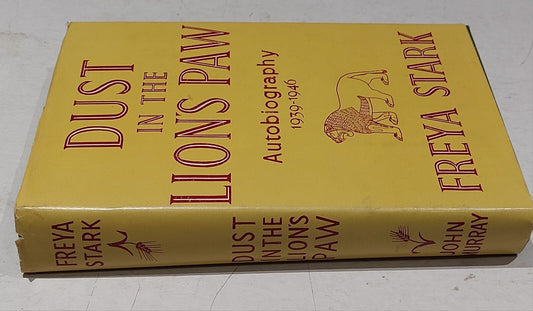 DUST
IN THE
LION'S PAW
Autobiography
1939-1946
FREYA STARK
FREYA
STARK
DUST
IN THE
LION'S
PAW
JOHN
MURRAY